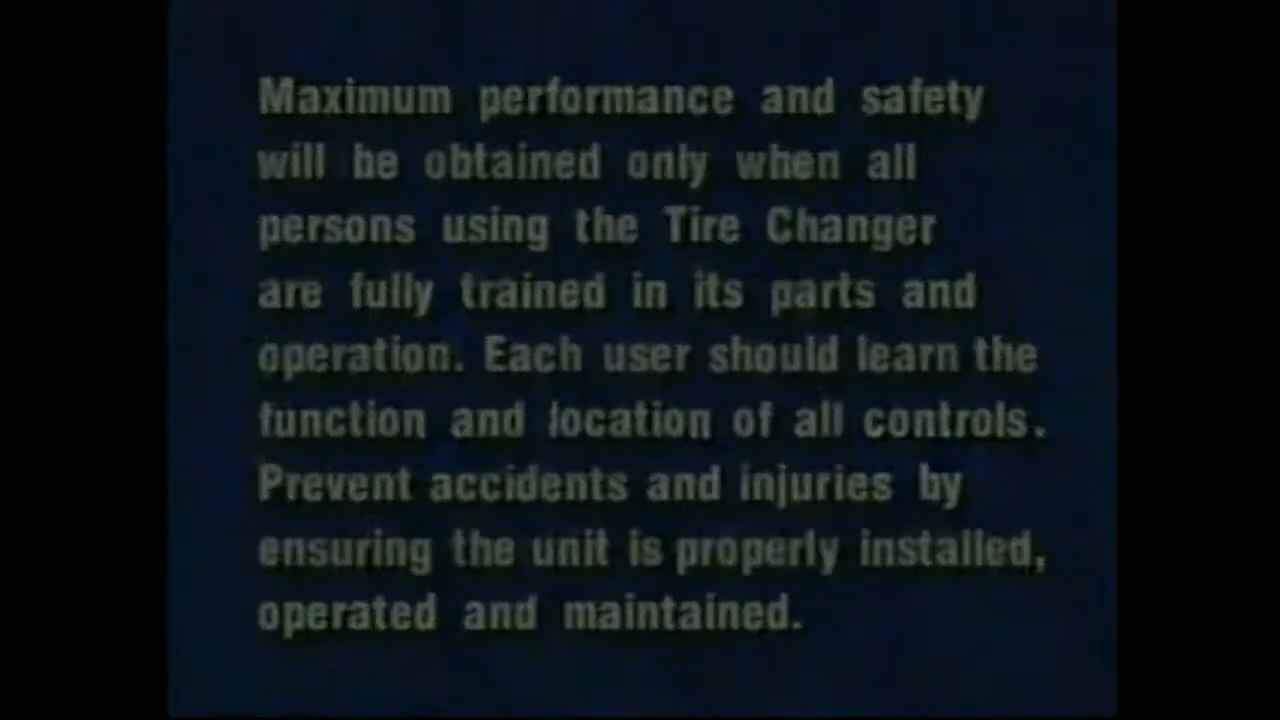 Maximum performance and safety
will be obtained only when all
persons using the Tire Changer
are fully trained in its parts and
operation. Each user should learn the
function and location of all controls.
Prevent accidents and injuries by
ensuring the unit is properly installed,
operated and maintained.